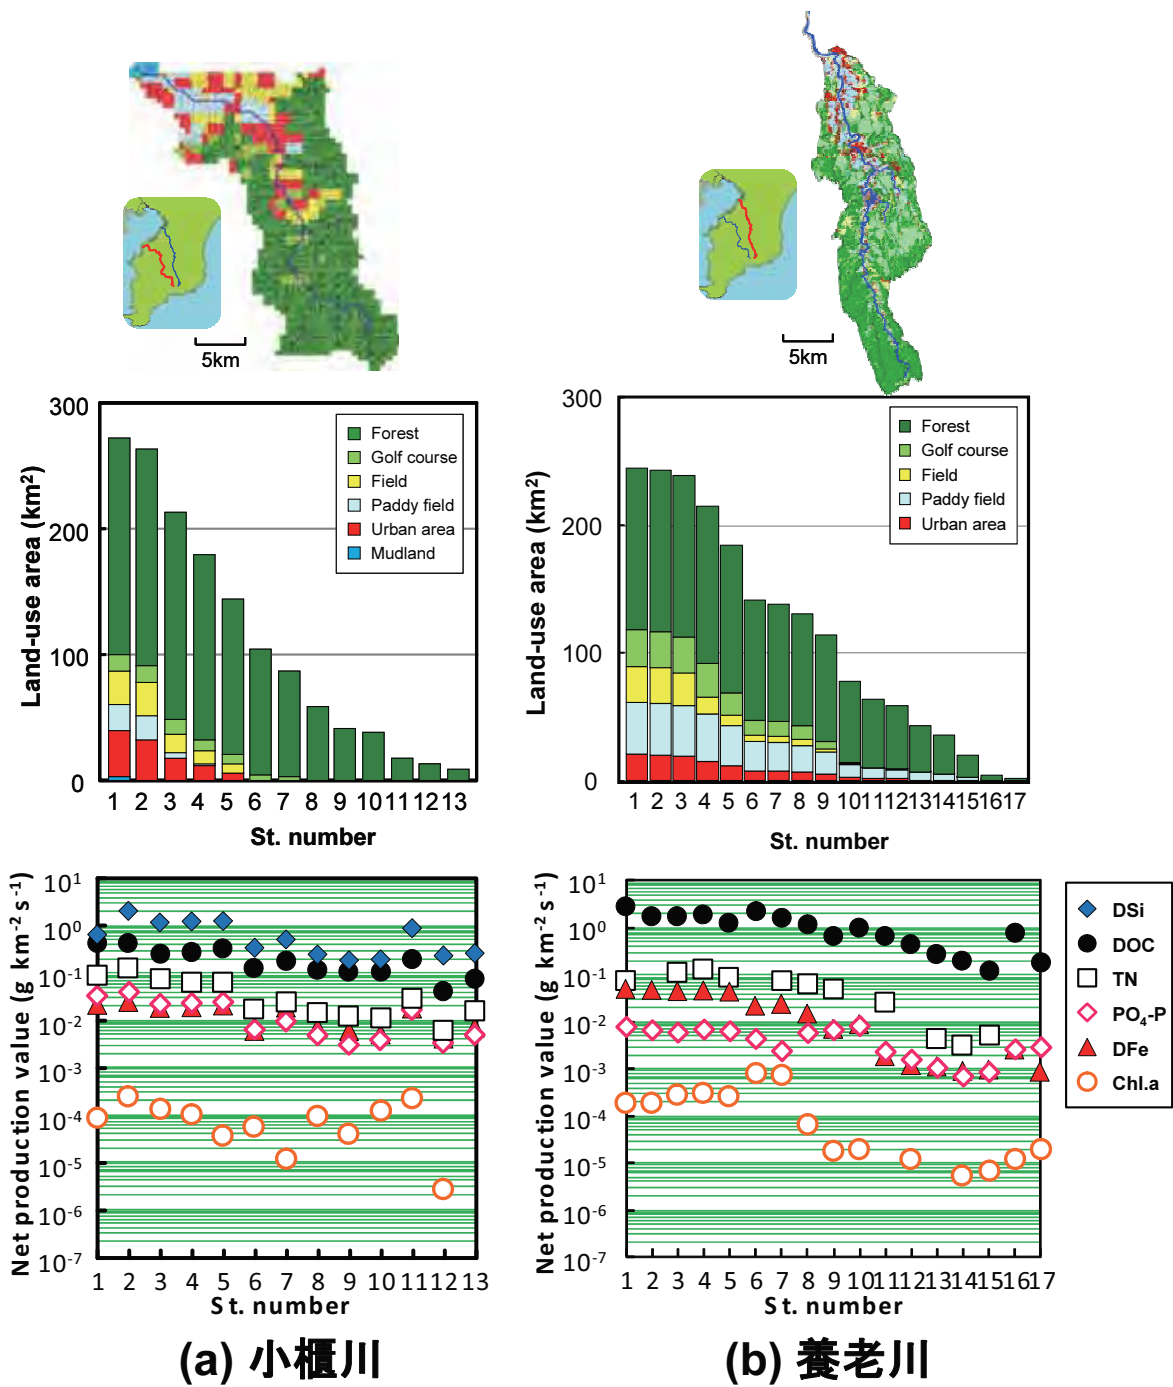 5km
5km
300
200
100
0
Land-use area (km²)
Forest
Golf course
Field
Paddy field
Urban area
Mudland
1 2 3 4 5 6 7 8 9 10 11 12 13
St. number
300
200
100
0
Land-use area (km²)
Forest
Golf course
Field
Paddy field
Urban area
1 2 3 4 5 6 7 8 9 10 11 12 13 14 15 16 17
St. number
10¹
10⁰
10⁻¹
10⁻²
10⁻³
10⁻⁴
10⁻⁵
10⁻⁶
10⁻⁷
Net production value (g km⁻² s⁻¹)
1 2 3 4 5 6 7 8 9 10 11 12 13
St. number
10¹
10⁰
10⁻¹
10⁻²
10⁻³
10⁻⁴
10⁻⁵
10⁻⁶
10⁻⁷
Net production value (g km⁻² s⁻¹)
1 2 3 4 5 6 7 8 9 10 11 12 13 14 15 16 17
St. number
DSi
DOC
TN
PO₄-P
DFe
Chl.a
(a) 小櫃川
(b) 養老川